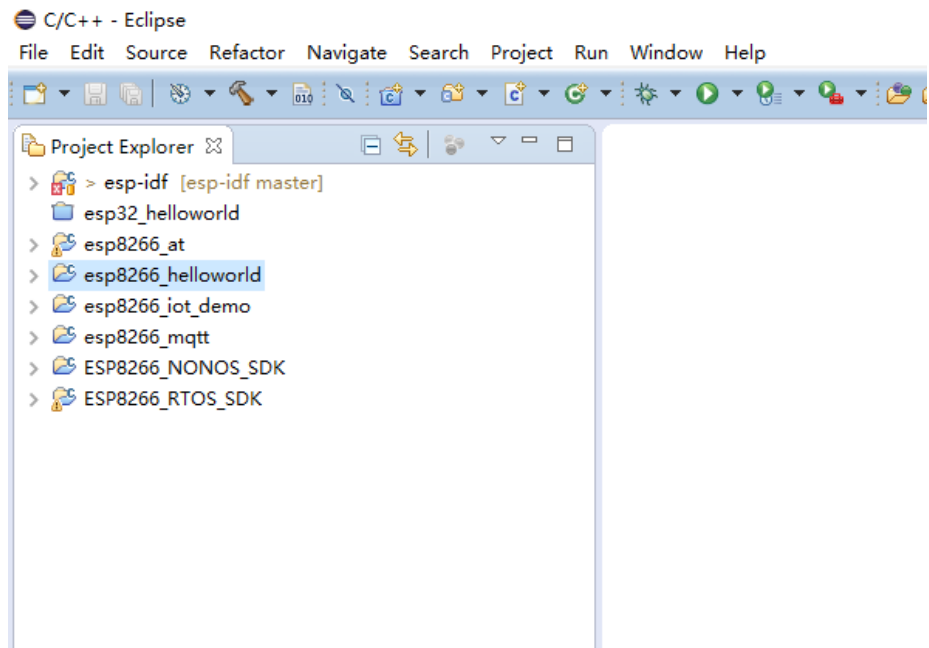 C/C++ - Eclipse
File Edit Source Refactor Navigate Search Project Run Window Help
010
Project Explorer
> esp-idf [esp-idf master]
esp32_helloworld
esp8266_at
esp8266_helloworld
esp8266_iot_demo
esp8266_mqtt
ESP8266_NONOS_SDK
ESP8266_RTOS_SDK